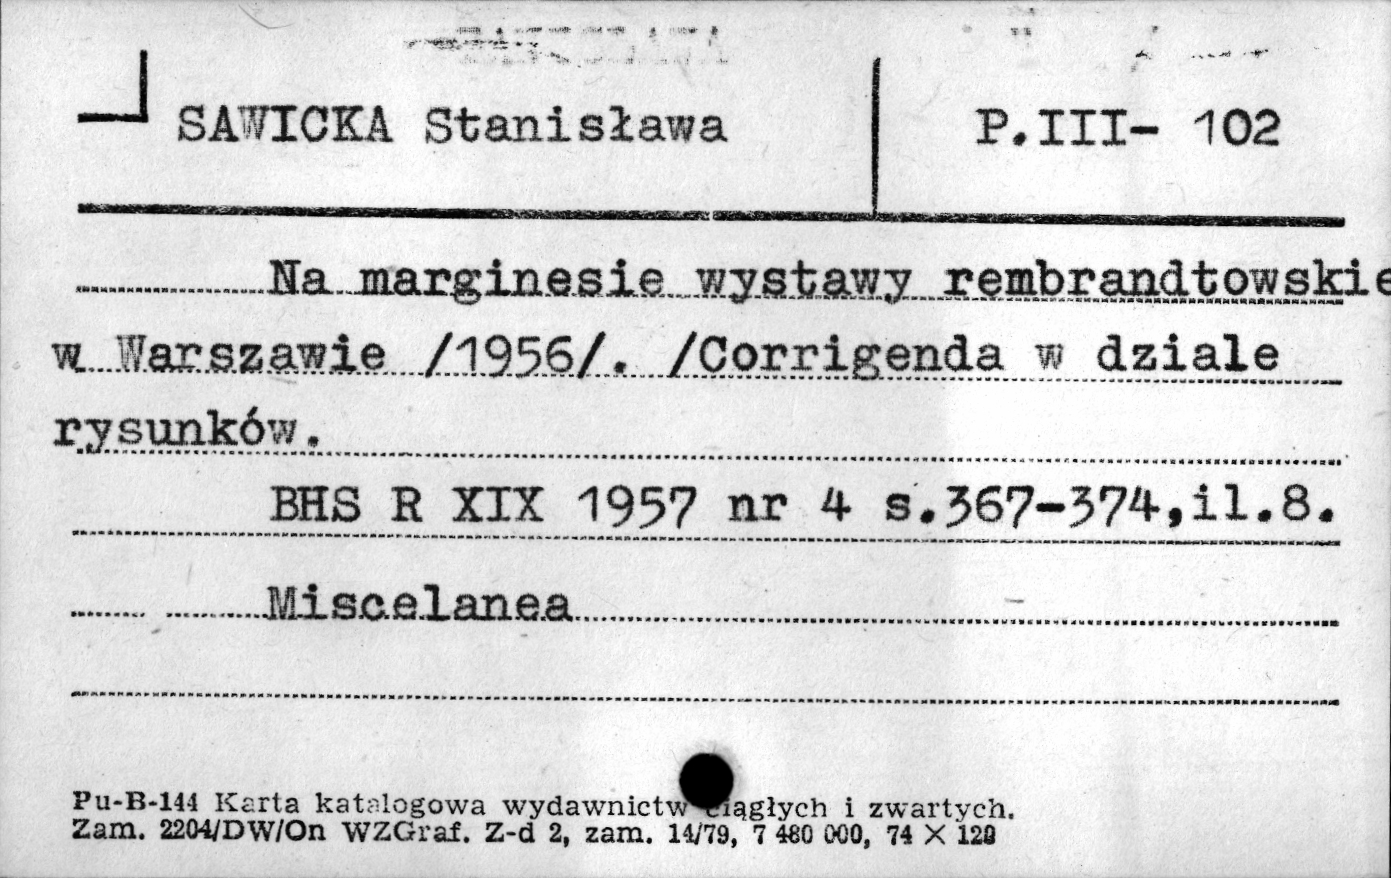 SAWICKA Stanisława
P.III- 102
Na marginesie wystawy rembrandtowskie
w Warszawie /1956/. /Corrigenda w dziale
rysunków.
BHS R XIX 1957 nr 4 s.367-374,il.8.
Miscelanea
Pu-B-144 Karta katalogowa wydawnictw ciągłych i zwartych.
Zam. 2204/DW/On WZGraf. Z-d 2, zam. 14/79, 7 480 000, 74 X 120